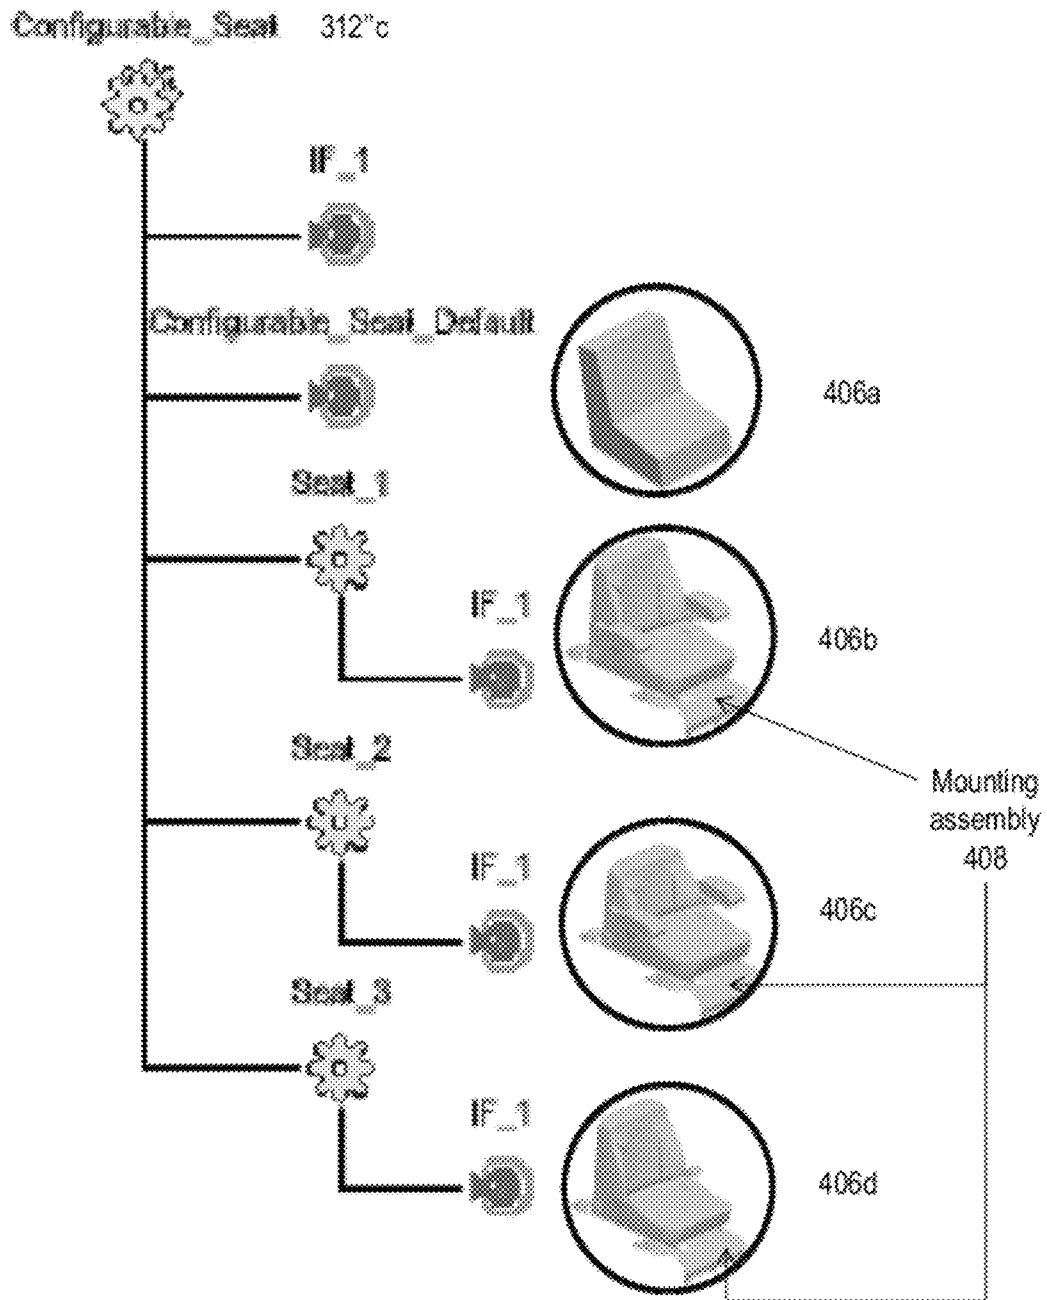 Configurable_Seat 312"c
IF_1
Configurable_Seat_Default
406a
Seat_1
IF_1
406b
Seat_2
Mounting
assembly
408
IF_1
406c
Seat_3
IF_1
406d